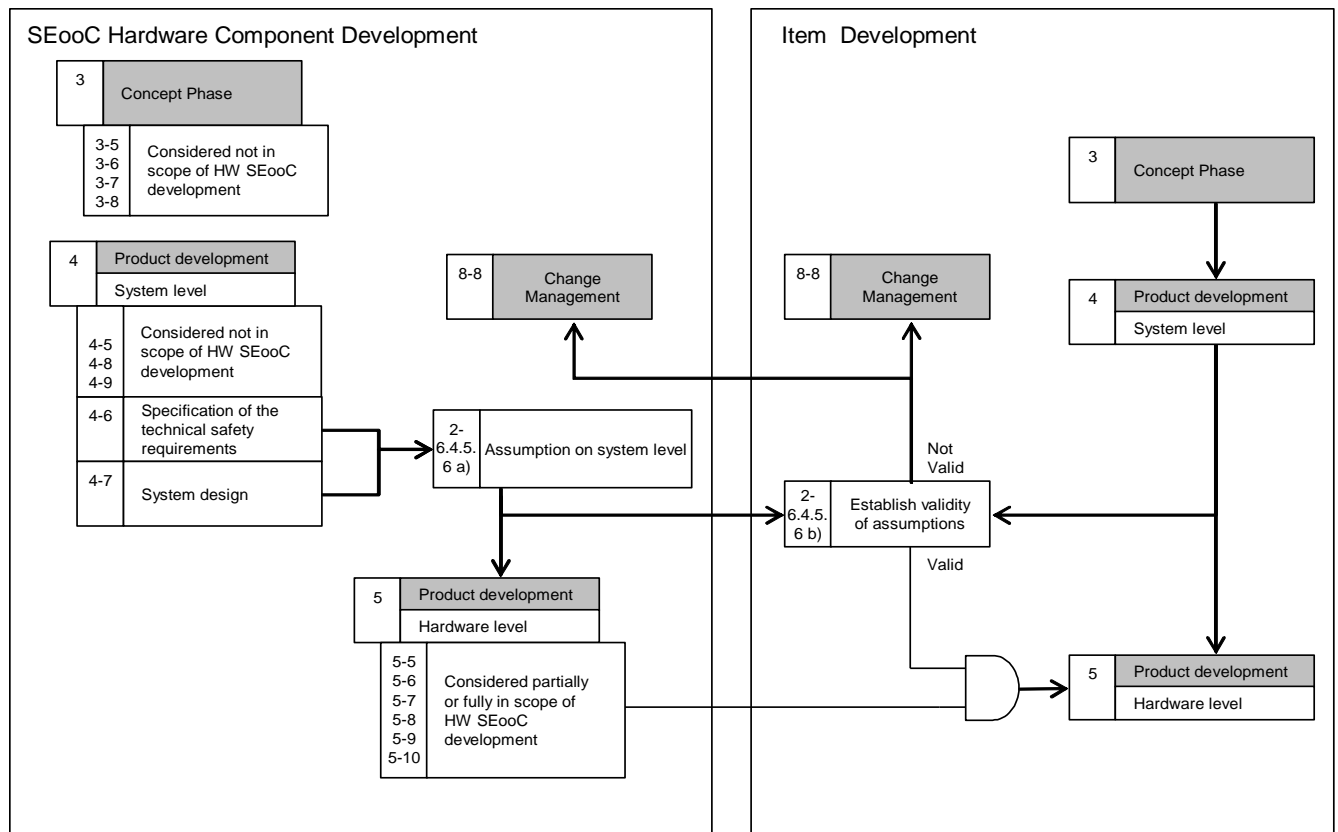 SEooC Hardware Component Development
3
Concept Phase
3-5
3-6
3-7
3-8
Considered not in
scope of HW SEooC
development
4
Product development
System level
4-5
4-8
4-9
Considered not in
scope of HW SEooC
development
4-6
Specification of the
technical safety
requirements
4-7
System design
8-8
Change
Management
2-
6.4.5.
6 a)
Assumption on system level
5
Product development
Hardware level
5-5
5-6
5-7
5-8
5-9
5-10
Considered partially
or fully in scope of
HW SEooC
development
Item Development
3
Concept Phase
8-8
Change
Management
4
Product development
System level
Not
Valid
2-
6.4.5.
6 b)
Establish validity
of assumptions
Valid
5
Product development
Hardware level